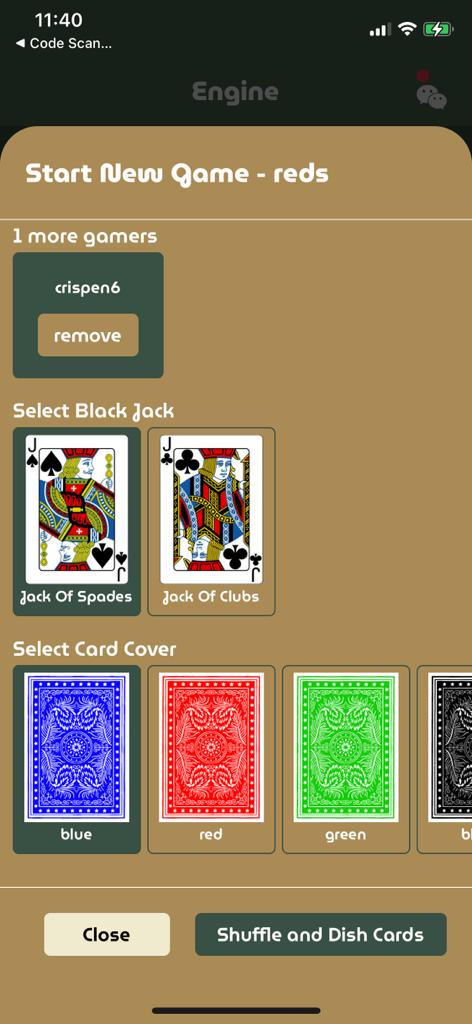 11:40
◀ Code Scan...
Engine
Start New Game - reds
1 more gamers
crispen6
remove
Select Black Jack
J
J
J
J
Jack Of Spades
Jack Of Clubs
Select Card Cover
blue
red
green
bl
Close
Shuffle and Dish Cards